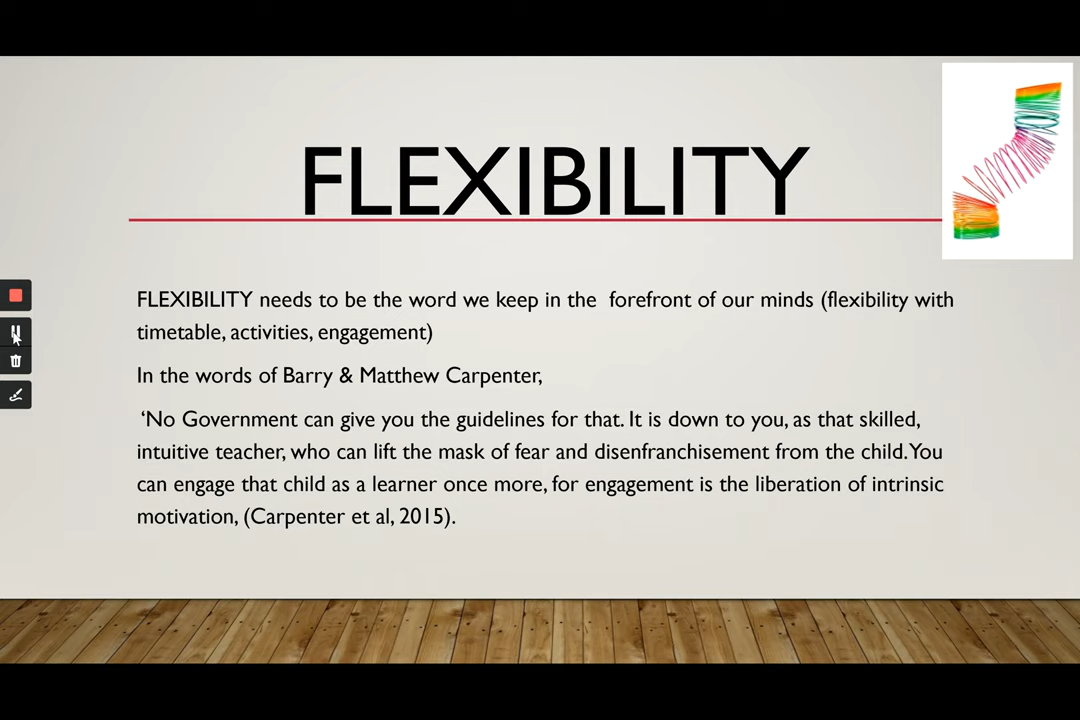 FLEXIBILITY
FLEXIBILITY needs to be the word we keep in the  forefront of our minds (flexibility with
timetable, activities, engagement)
In the words of Barry & Matthew Carpenter,
‘No Government can give you the guidelines for that. It is down to you, as that skilled,
intuitive teacher, who can lift the mask of fear and disenfranchisement from the child. You
can engage that child as a learner once more, for engagement is the liberation of intrinsic
motivation, (Carpenter et al, 2015).